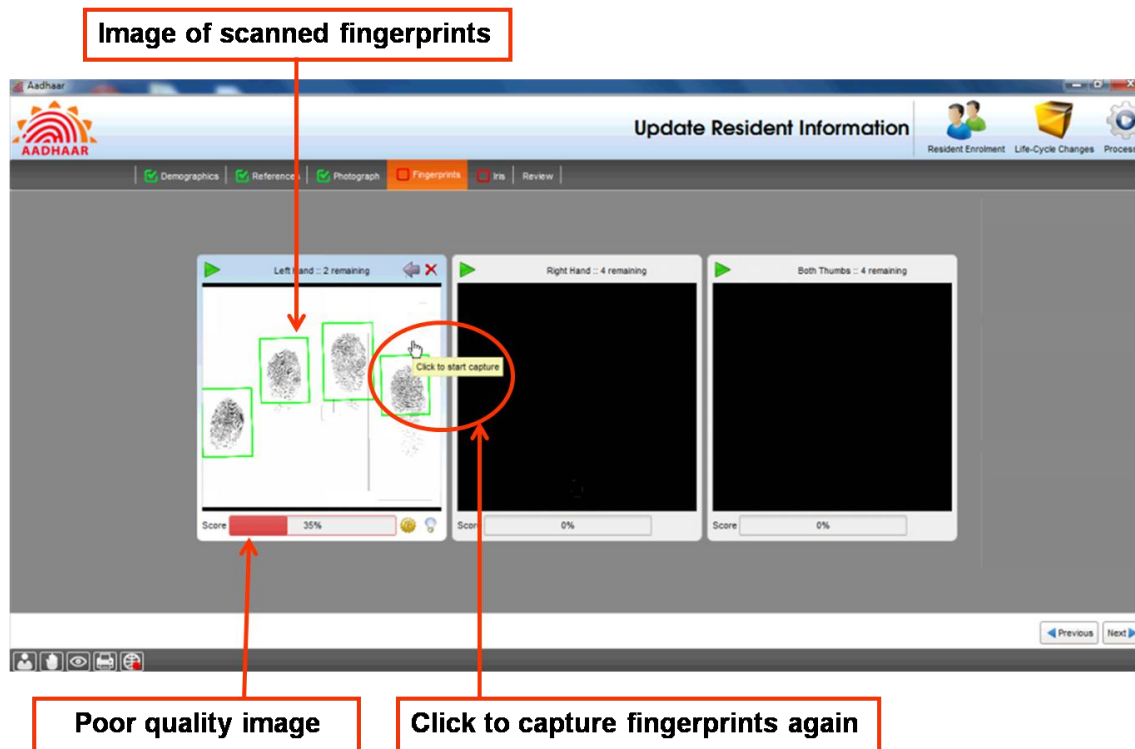 Image of scanned fingerprints
Aadhaar
AADHAAR
Update Resident Information
Resident Enrolment
Life-Cycle Changes
Process
Demographics
References
Photograph
Fingerprints
Iris
Review
Left Hand :: 2 remaining
Right Hand :: 4 remaining
Both Thumbs :: 4 remaining
Click to start capture
Score 35%
Score 0%
Score 0%
Previous
Next
Poor quality image
Click to capture fingerprints again